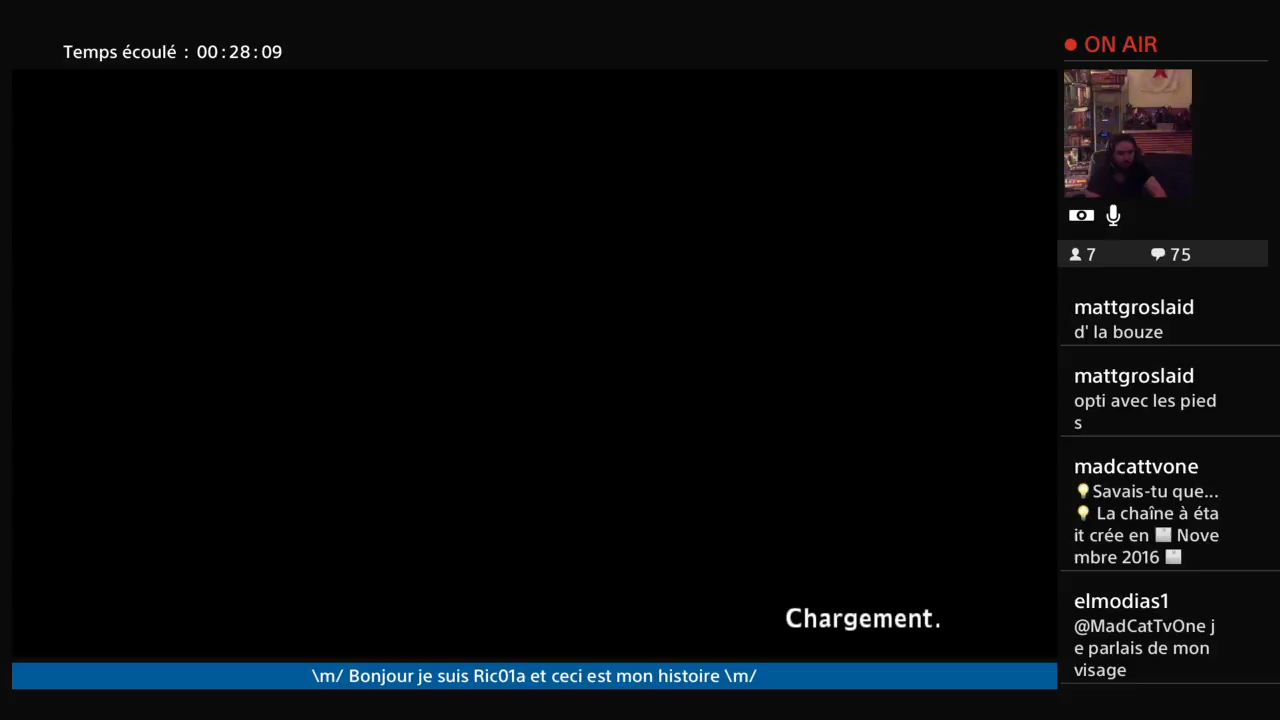 Temps écoulé : 00:28:09
ON AIR
7
75
mattgroslaid
d' la bouze
mattgroslaid
opti avec les pied
s
madcattvone
💡Savais-tu que...
💡 La chaîne à éta
it crée en ⬜ Nove
mbre 2016 ⬜
elmodias1
@MadCatTvOne j
e parlais de mon
visage
Chargement.
\m/ Bonjour je suis Ric01a et ceci est mon histoire \m/